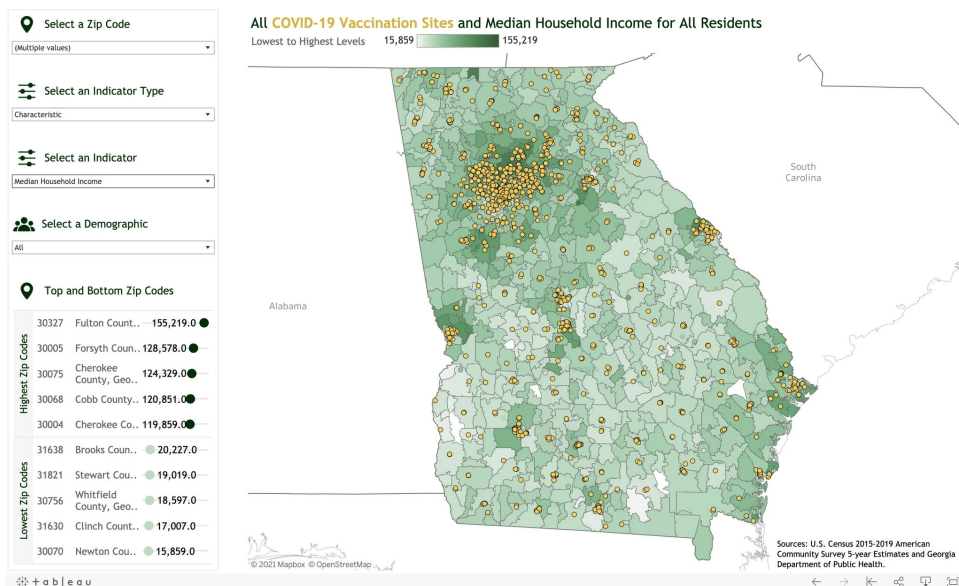 Select a Zip Code
(Multiple values)
Select an Indicator Type
Characteristic
Select an Indicator
Median Household Income
Select a Demographic
All
Top and Bottom Zip Codes
Highest Zip Codes
30327 Fulton Count.. 155,219.0
30005 Forsyth Coun.. 128,578.0
30075 Cherokee County, Geo.. 124,329.0
30068 Cobb County.. 120,851.0
30004 Cherokee Co.. 119,859.0
Lowest Zip Codes
31638 Brooks Coun.. 20,227.0
31821 Stewart Cou.. 19,019.0
30756 Whitfield County, Geo.. 18,597.0
31630 Clinch Count.. 17,007.0
30070 Newton Cou.. 15,859.0
All COVID-19 Vaccination Sites and Median Household Income for All Residents
Lowest to Highest Levels 15,859 155,219
South
Carolina
Alabama
© 2021 Mapbox © OpenStreetMap
Sources: U.S. Census 2015-2019 American
Community Survey 5-year Estimates and Georgia
Department of Public Health.
+ableau